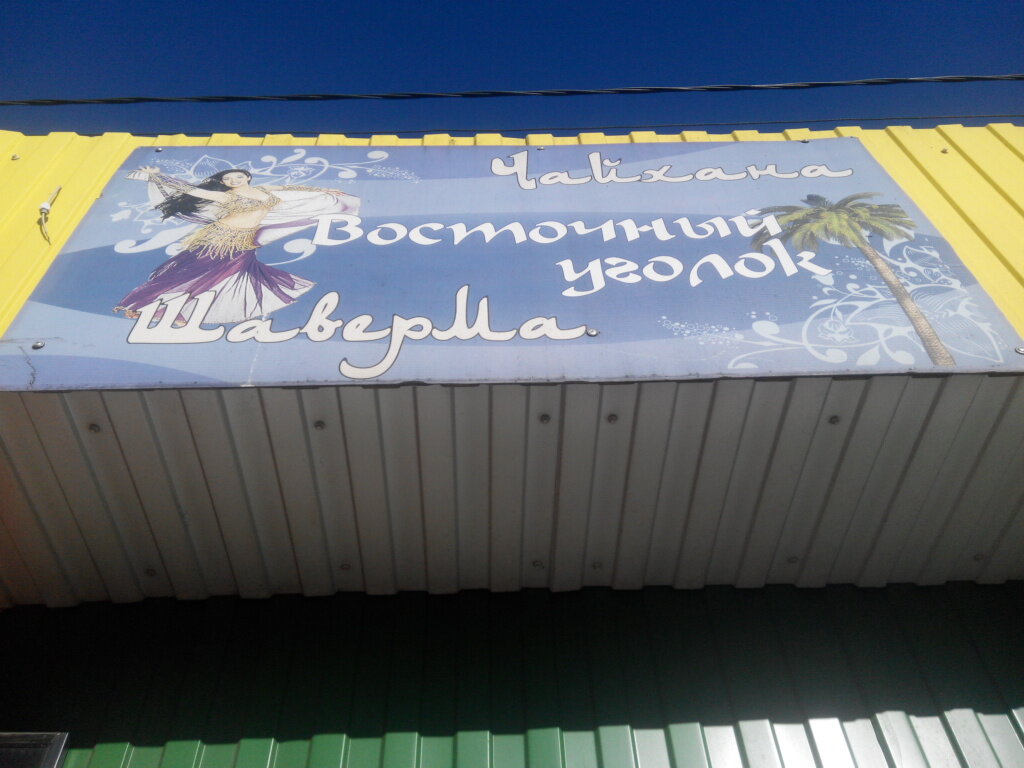 Чайхана
Восточный
уголок
Шаверма